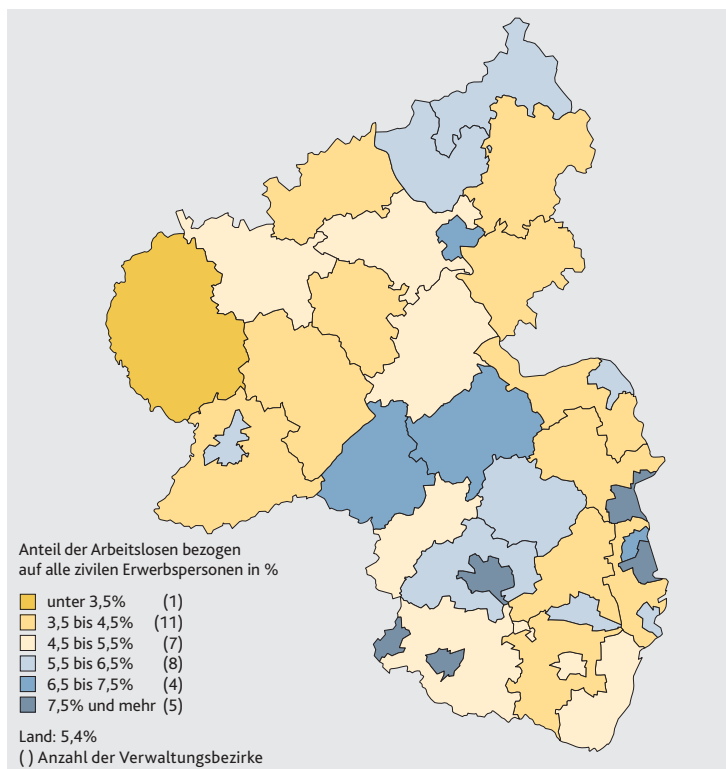 Anteil der Arbeitslosen bezogen
auf alle zivilen Erwerbspersonen in %
unter 3,5% (1)
3,5 bis 4,5% (11)
4,5 bis 5,5% (7)
5,5 bis 6,5% (8)
6,5 bis 7,5% (4)
7,5% und mehr (5)
Land: 5,4%
( ) Anzahl der Verwaltungsbezirke